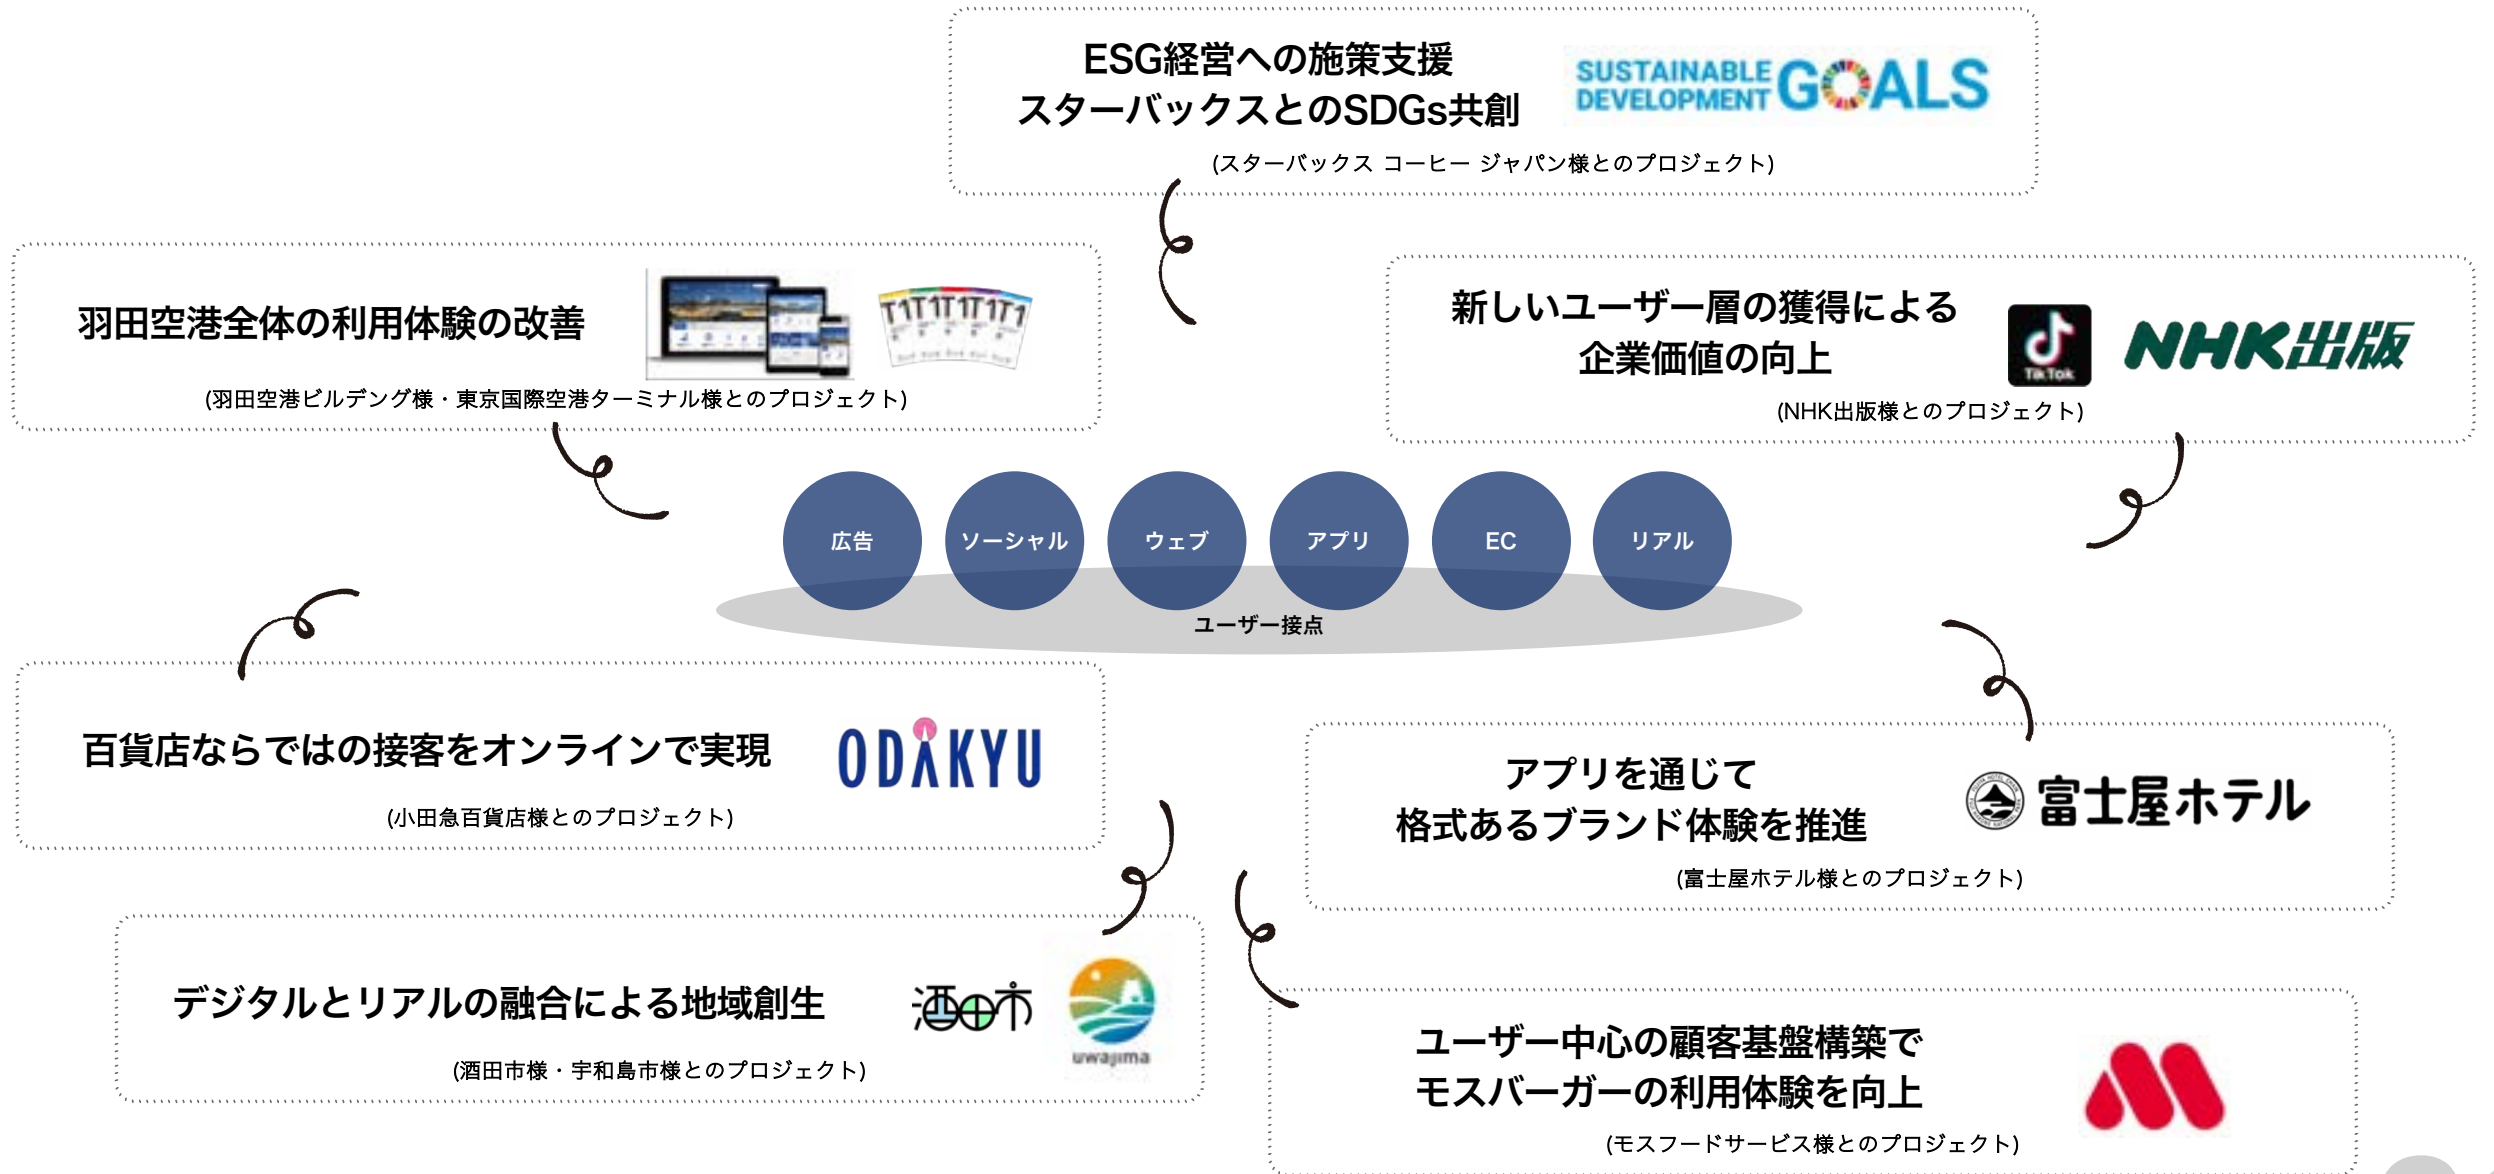 ESG経営への施策支援
スターバックスとのSDGs共創
SUSTAINABLE
DEVELOPMENT GOALS
(スターバックス コーヒー ジャパン様とのプロジェクト)
羽田空港全体の利用体験の改善
T1 T1 T1 T1 T1
(羽田空港ビルデング様・東京国際空港ターミナル様とのプロジェクト)
新しいユーザー層の獲得による
企業価値の向上
TikTok
NHK出版
(NHK出版様とのプロジェクト)
広告
ソーシャル
ウェブ
アプリ
EC
リアル
ユーザー接点
百貨店ならではの接客をオンラインで実現
ODAKYU
(小田急百貨店様とのプロジェクト)
アプリを通じて
格式あるブランド体験を推進
富士屋ホテル
(富士屋ホテル様とのプロジェクト)
デジタルとリアルの融合による地域創生
酒田市
uwajima
(酒田市様・宇和島市様とのプロジェクト)
ユーザー中心の顧客基盤構築で
モスバーガーの利用体験を向上
(モスフードサービス様とのプロジェクト)